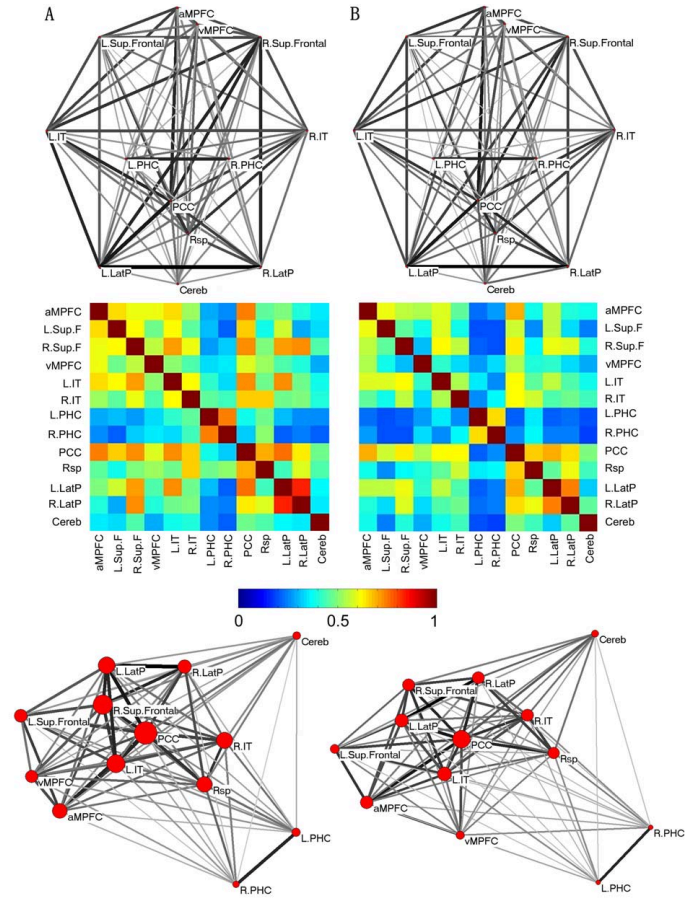 A
B
aMPFC
vMPFC
L.Sup.Frontal
R.Sup.Frontal
L.IT
R.IT
L.PHC
R.PHC
PCC
Rsp
L.LatP
R.LatP
Cereb
aMPFC
vMPFC
L.Sup.Frontal
R.Sup.Frontal
L.IT
R.IT
L.PHC
R.PHC
PCC
Rsp
L.LatP
R.LatP
Cereb
aMPFC
L.Sup.F
R.Sup.F
vMPFC
L.IT
R.IT
L.PHC
R.PHC
PCC
Rsp
L.LatP
R.LatP
Cereb
aMPFC
L.Sup.F
R.Sup.F
vMPFC
L.IT
R.IT
L.PHC
R.PHC
PCC
Rsp
L.LatP
R.LatP
Cereb
aMPFC
L.Sup.F
R.Sup.F
vMPFC
L.IT
R.IT
L.PHC
R.PHC
PCC
Rsp
L.LatP
R.LatP
Cereb
aMPFC
L.Sup.F
R.Sup.F
vMPFC
L.IT
R.IT
L.PHC
R.PHC
PCC
Rsp
L.LatP
R.LatP
Cereb
0 0.5 1
Cereb
L.LatP
R.LatP
R.Sup.Frontal
L.Sup.Frontal
PCC
R.IT
L.IT
vMPFC
Rsp
aMPFC
L.PHC
R.PHC
Cereb
R.LatP
R.Sup.Frontal
R.IT
L.LatP
PCC
L.Sup.Frontal
Rsp
L.IT
aMPFC
vMPFC
R.PHC
L.PHC